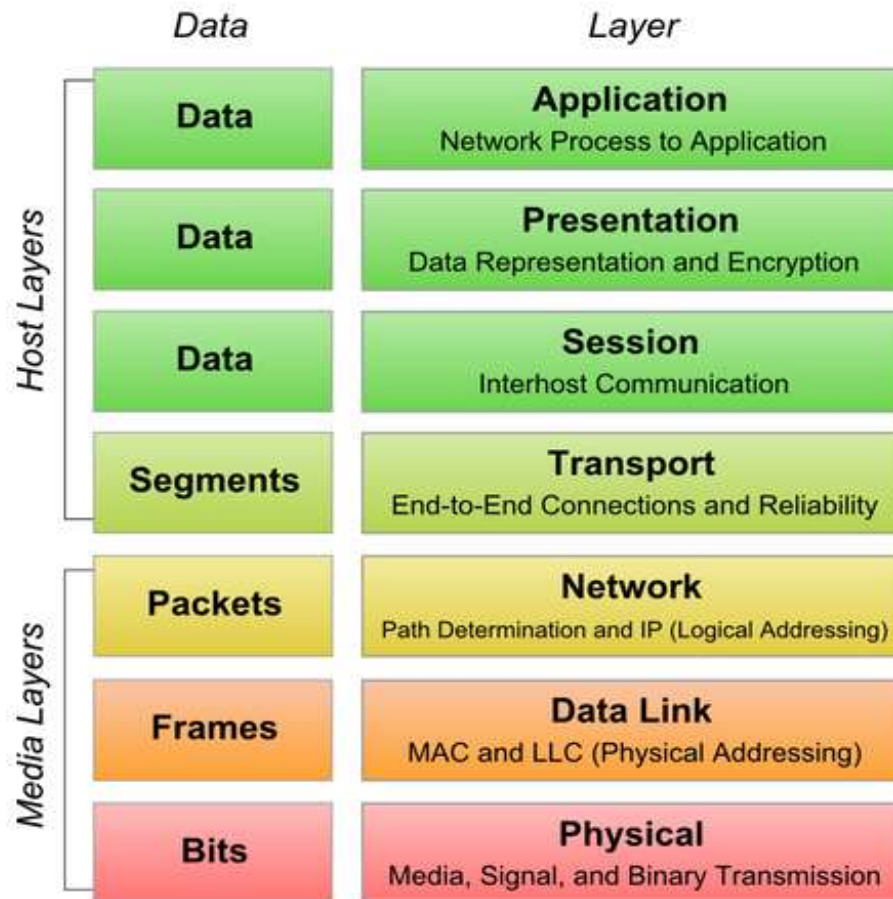 Data
Layer
Host Layers
Data
Application
Network Process to Application
Data
Presentation
Data Representation and Encryption
Data
Session
Interhost Communication
Segments
Transport
End-to-End Connections and Reliability
Media Layers
Packets
Network
Path Determination and IP (Logical Addressing)
Frames
Data Link
MAC and LLC (Physical Addressing)
Bits
Physical
Media, Signal, and Binary Transmission